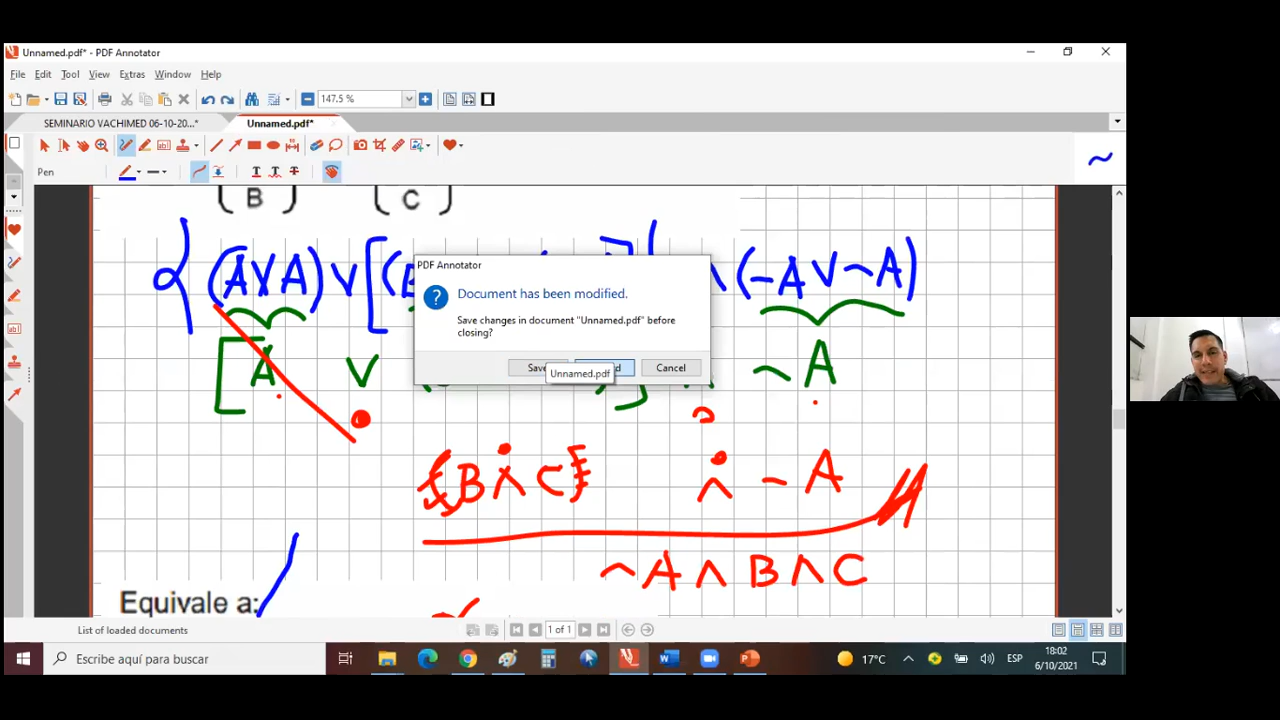 Unnamed.pdf* - PDF Annotator
File Edit Tool View Extras Window Help
147.5 %
SEMINARIO VACHIMED 06-10-20...* Unnamed.pdf*
Pen
~
[B] [C]
(A∨A)∨[( ∧(~A∨~A)
PDF Annotator
Document has been modified.
Save changes in document "Unnamed.pdf" before
closing?
Save Cancel
Unnamed.pdf
[A ∨ ] ~A
{B∧C} ∧ ~A
~A∧B∧C
Equivale a:
List of loaded documents
1 of 1
Escribe aquí para buscar
17°C
ESP
18:02
6/10/2021